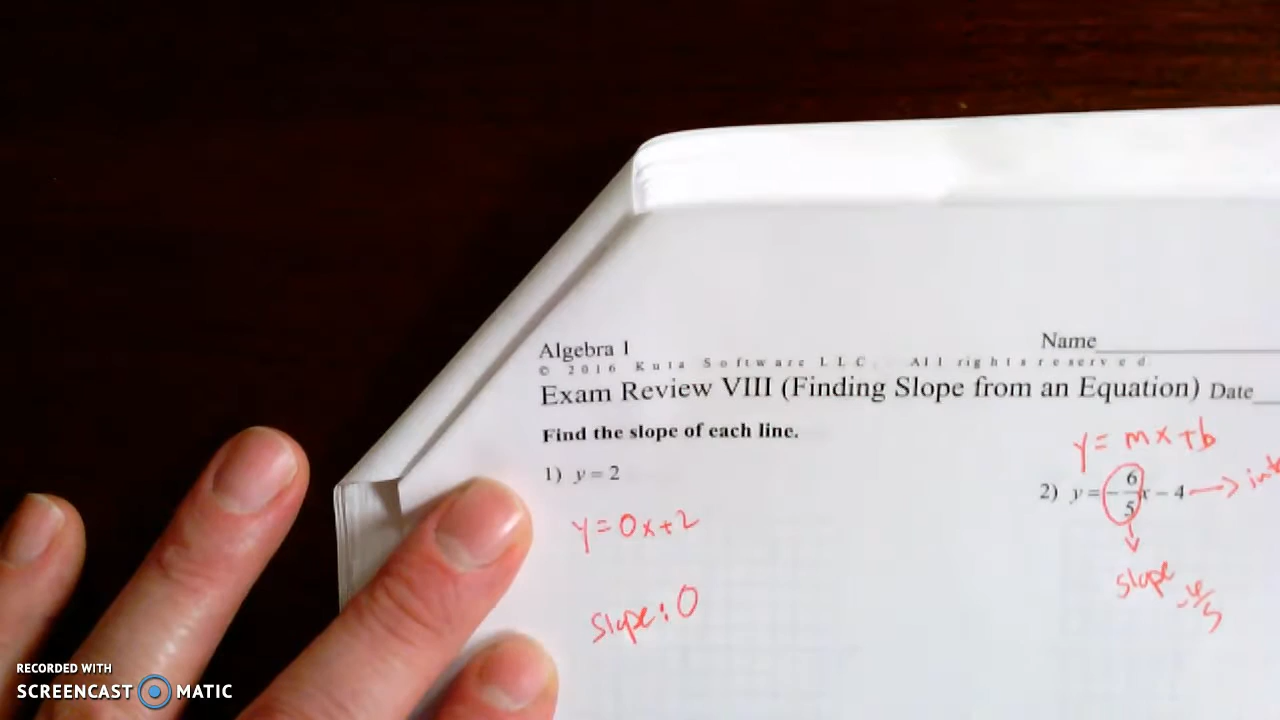 Algebra 1
Name
© 2016 Kuta Software LLC. All rights reserved.
Exam Review VIII (Finding Slope from an Equation) Date
Find the slope of each line.
1) y = 2
y = 0x + 2
slope: 0
y = mx + b
2) y = -6/5x - 4 →
slope -6/5
RECORDED WITH
SCREENCAST MATIC